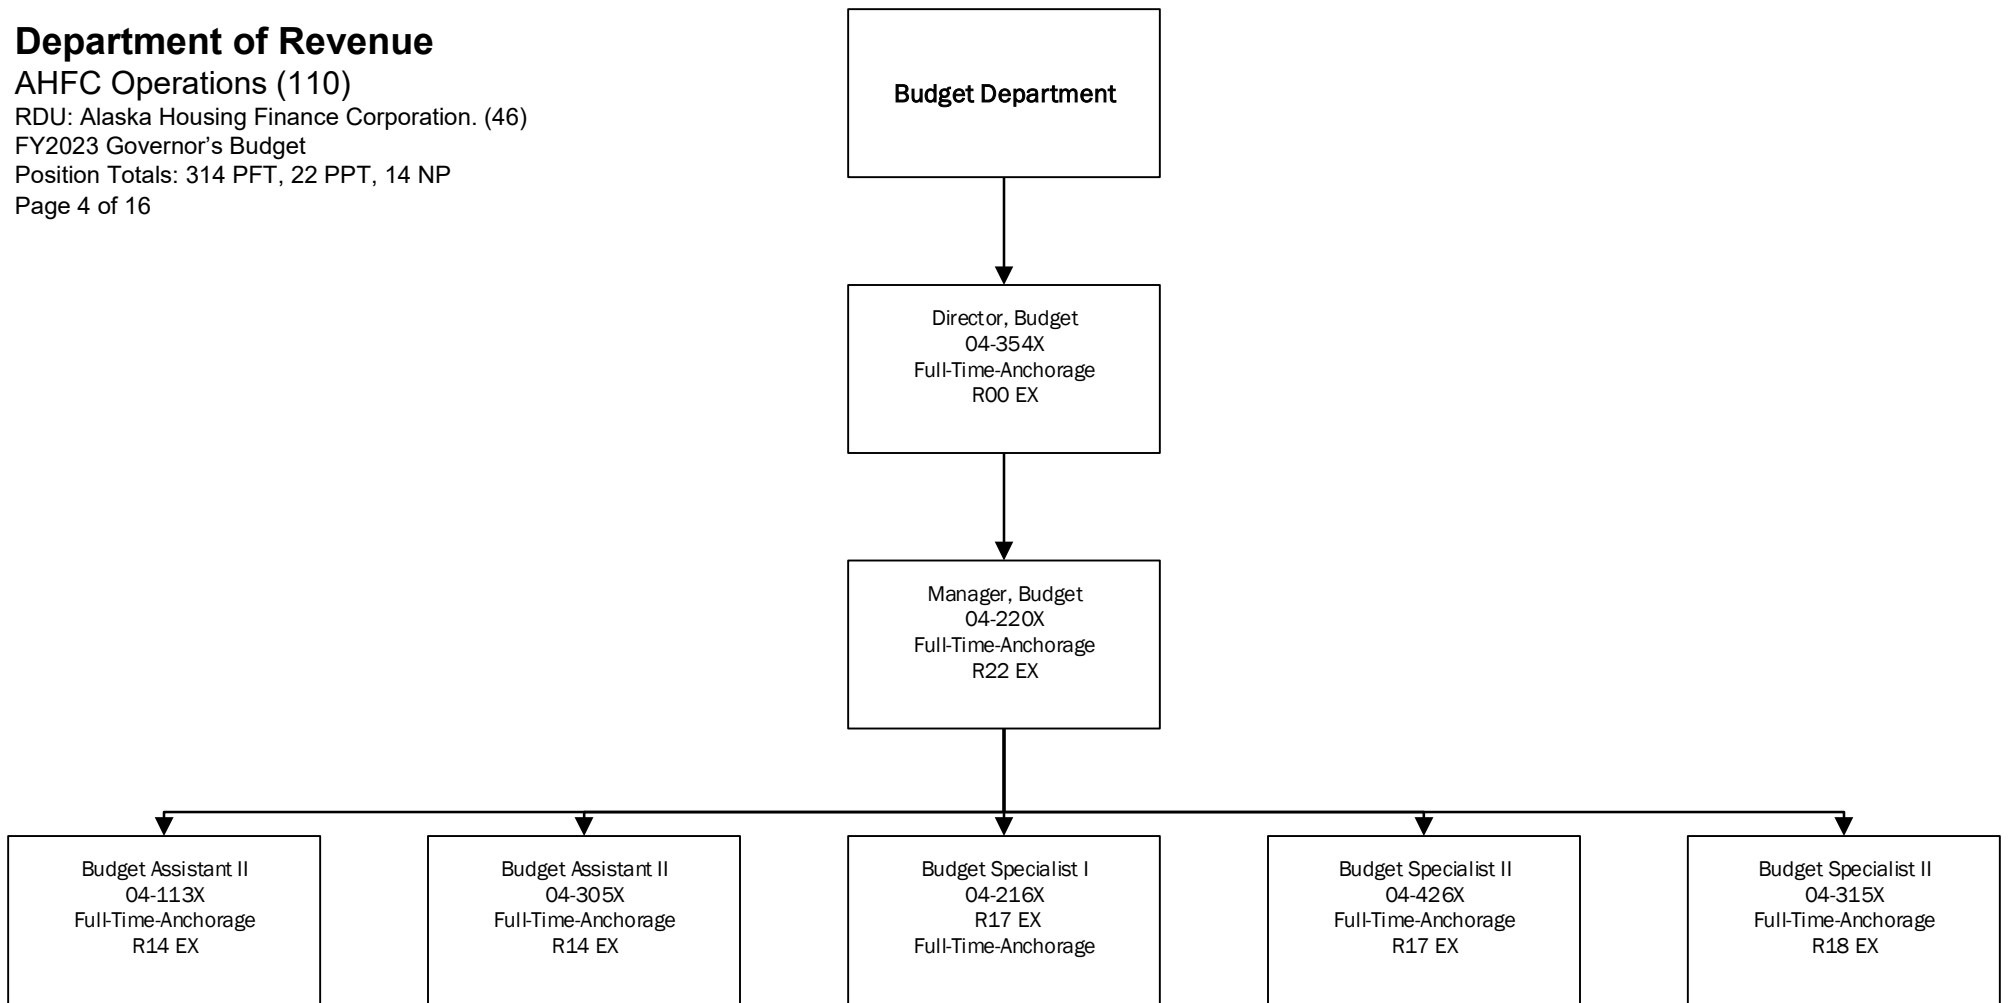 Department of Revenue
AHFC Operations (110)
RDU: Alaska Housing Finance Corporation. (46)
FY2023 Governor’s Budget
Position Totals: 314 PFT, 22 PPT, 14 NP
Page 4 of 16
Budget Department
Director, Budget
04-354X
Full-Time-Anchorage
R00 EX
Manager, Budget
04-220X
Full-Time-Anchorage
R22 EX
Budget Assistant II
04-113X
Full-Time-Anchorage
R14 EX
Budget Assistant II
04-305X
Full-Time-Anchorage
R14 EX
Budget Specialist I
04-216X
R17 EX
Full-Time-Anchorage
Budget Specialist II
04-426X
Full-Time-Anchorage
R17 EX
Budget Specialist II
04-315X
Full-Time-Anchorage
R18 EX